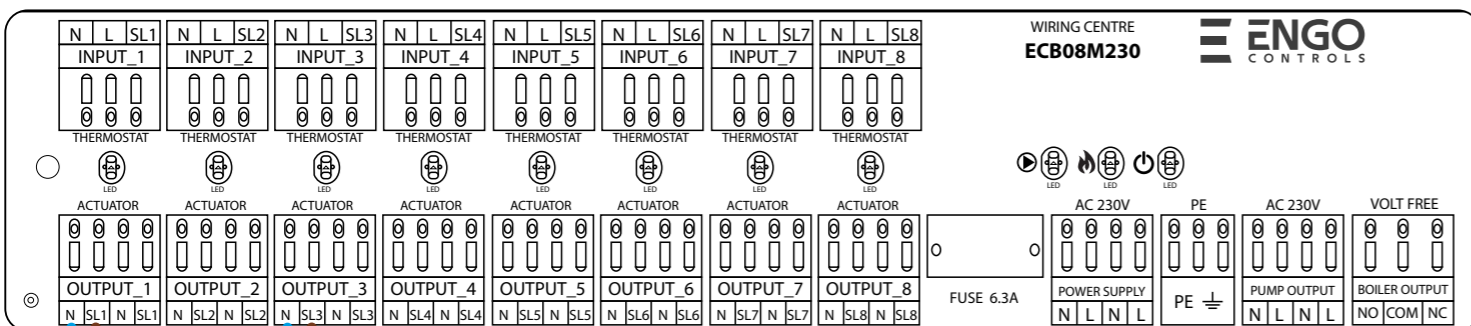 N L SL1 N L SL2 N L SL3 N L SL4 N L SL5 N L SL6 N L SL7 N L SL8
INPUT_1 INPUT_2 INPUT_3 INPUT_4 INPUT_5 INPUT_6 INPUT_7 INPUT_8
THERMOSTAT THERMOSTAT THERMOSTAT THERMOSTAT THERMOSTAT THERMOSTAT THERMOSTAT THERMOSTAT
WIRING CENTRE
ECB08M230
ENGO
CONTROLS
LED LED LED LED LED LED LED LED LED LED LED
ACTUATOR ACTUATOR ACTUATOR ACTUATOR ACTUATOR ACTUATOR ACTUATOR ACTUATOR AC 230V PE AC 230V VOLT FREE
OUTPUT_1 OUTPUT_2 OUTPUT_3 OUTPUT_4 OUTPUT_5 OUTPUT_6 OUTPUT_7 OUTPUT_8 FUSE 6.3A POWER SUPPLY PE PUMP OUTPUT BOILER OUTPUT
N SL1 N SL1 N SL2 N SL2 N SL3 N SL3 N SL4 N SL4 N SL5 N SL5 N SL6 N SL6 N SL7 N SL7 N SL8 N SL8 N L N L N L N L NO COM NC